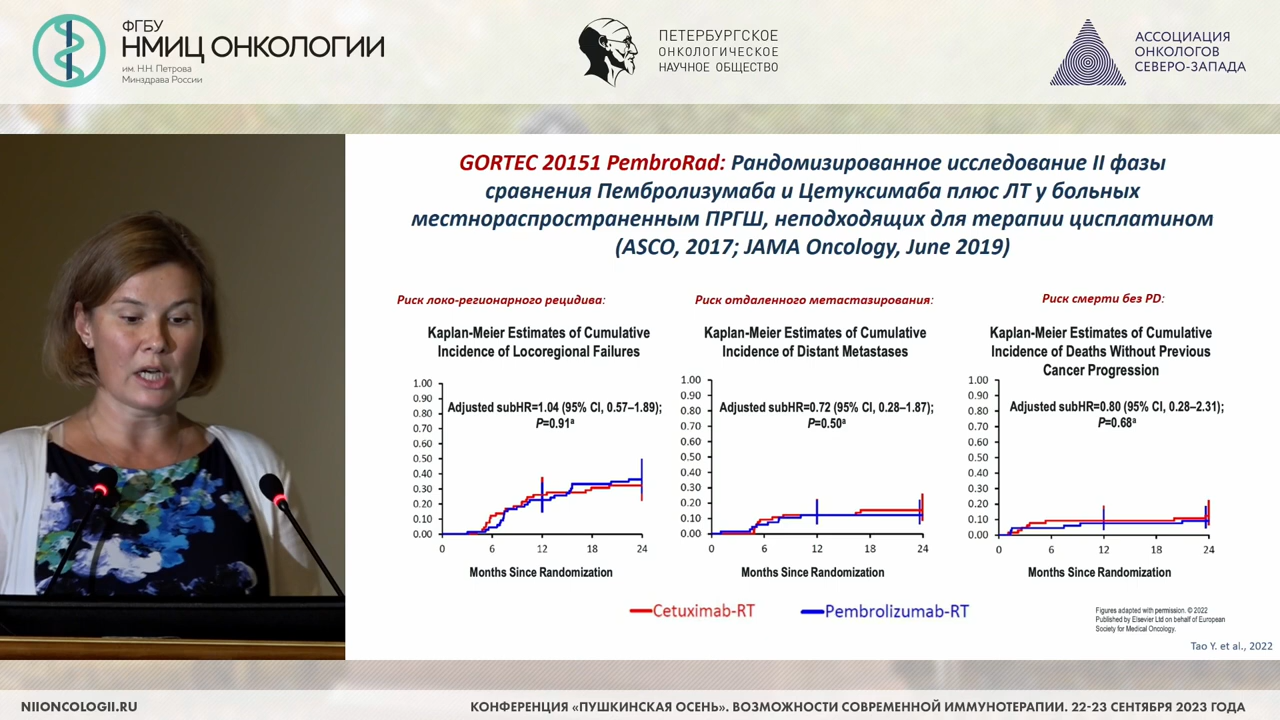 ФГБУ
НМИЦ ОНКОЛОГИИ
им. Н.Н. Петрова
Минздрава России
ПЕТЕРБУРГСКОЕ
ОНКОЛОГИЧЕСКОЕ
НАУЧНОЕ ОБЩЕСТВО
АССОЦИАЦИЯ
ОНКОЛОГОВ
СЕВЕРО-ЗАПАДА
GORTEC 20151 PembroRad: Рандомизированное исследование II фазы
сравнения Пембролизумаба и Цетуксимаба плюс ЛТ у больных
местнораспространенным ПРГШ, неподходящих для терапии цисплатином
(ASCO, 2017; JAMA Oncology, June 2019)
Риск локо-регионарного рецидива:
Kaplan-Meier Estimates of Cumulative
Incidence of Locoregional Failures
1.00
0.90
Adjusted subHR=1.04 (95% CI, 0.57–1.89);
0.80
P=0.91ª
0.70
0.60
0.50
0.40
0.30
0.20
0.10
0.00
0 6 12 18 24
Months Since Randomization
Риск отдаленного метастазирования:
Kaplan-Meier Estimates of Cumulative
Incidence of Distant Metastases
1.00
0.90
Adjusted subHR=0.72 (95% CI, 0.28–1.87);
0.80
P=0.50ª
0.70
0.60
0.50
0.40
0.30
0.20
0.10
0.00
0 6 12 18 24
Months Since Randomization
Риск смерти без PD:
Kaplan-Meier Estimates of Cumulative
Incidence of Deaths Without Previous
Cancer Progression
1.00
0.90
Adjusted subHR=0.80 (95% CI, 0.28–2.31);
0.80
P=0.68ª
0.70
0.60
0.50
0.40
0.30
0.20
0.10
0.00
0 6 12 18 24
Months Since Randomization
Cetuximab-RT
Pembrolizumab-RT
Figures adapted with permission. © 2022
Published by Elsevier Ltd on behalf of European
Society for Medical Oncology.
Tao Y. et al., 2022
NIIONCOLOGII.RU
КОНФЕРЕНЦИЯ «ПУШКИНСКАЯ ОСЕНЬ». ВОЗМОЖНОСТИ СОВРЕМЕННОЙ ИММУНОТЕРАПИИ. 22-23 СЕНТЯБРЯ 2023 ГОДА